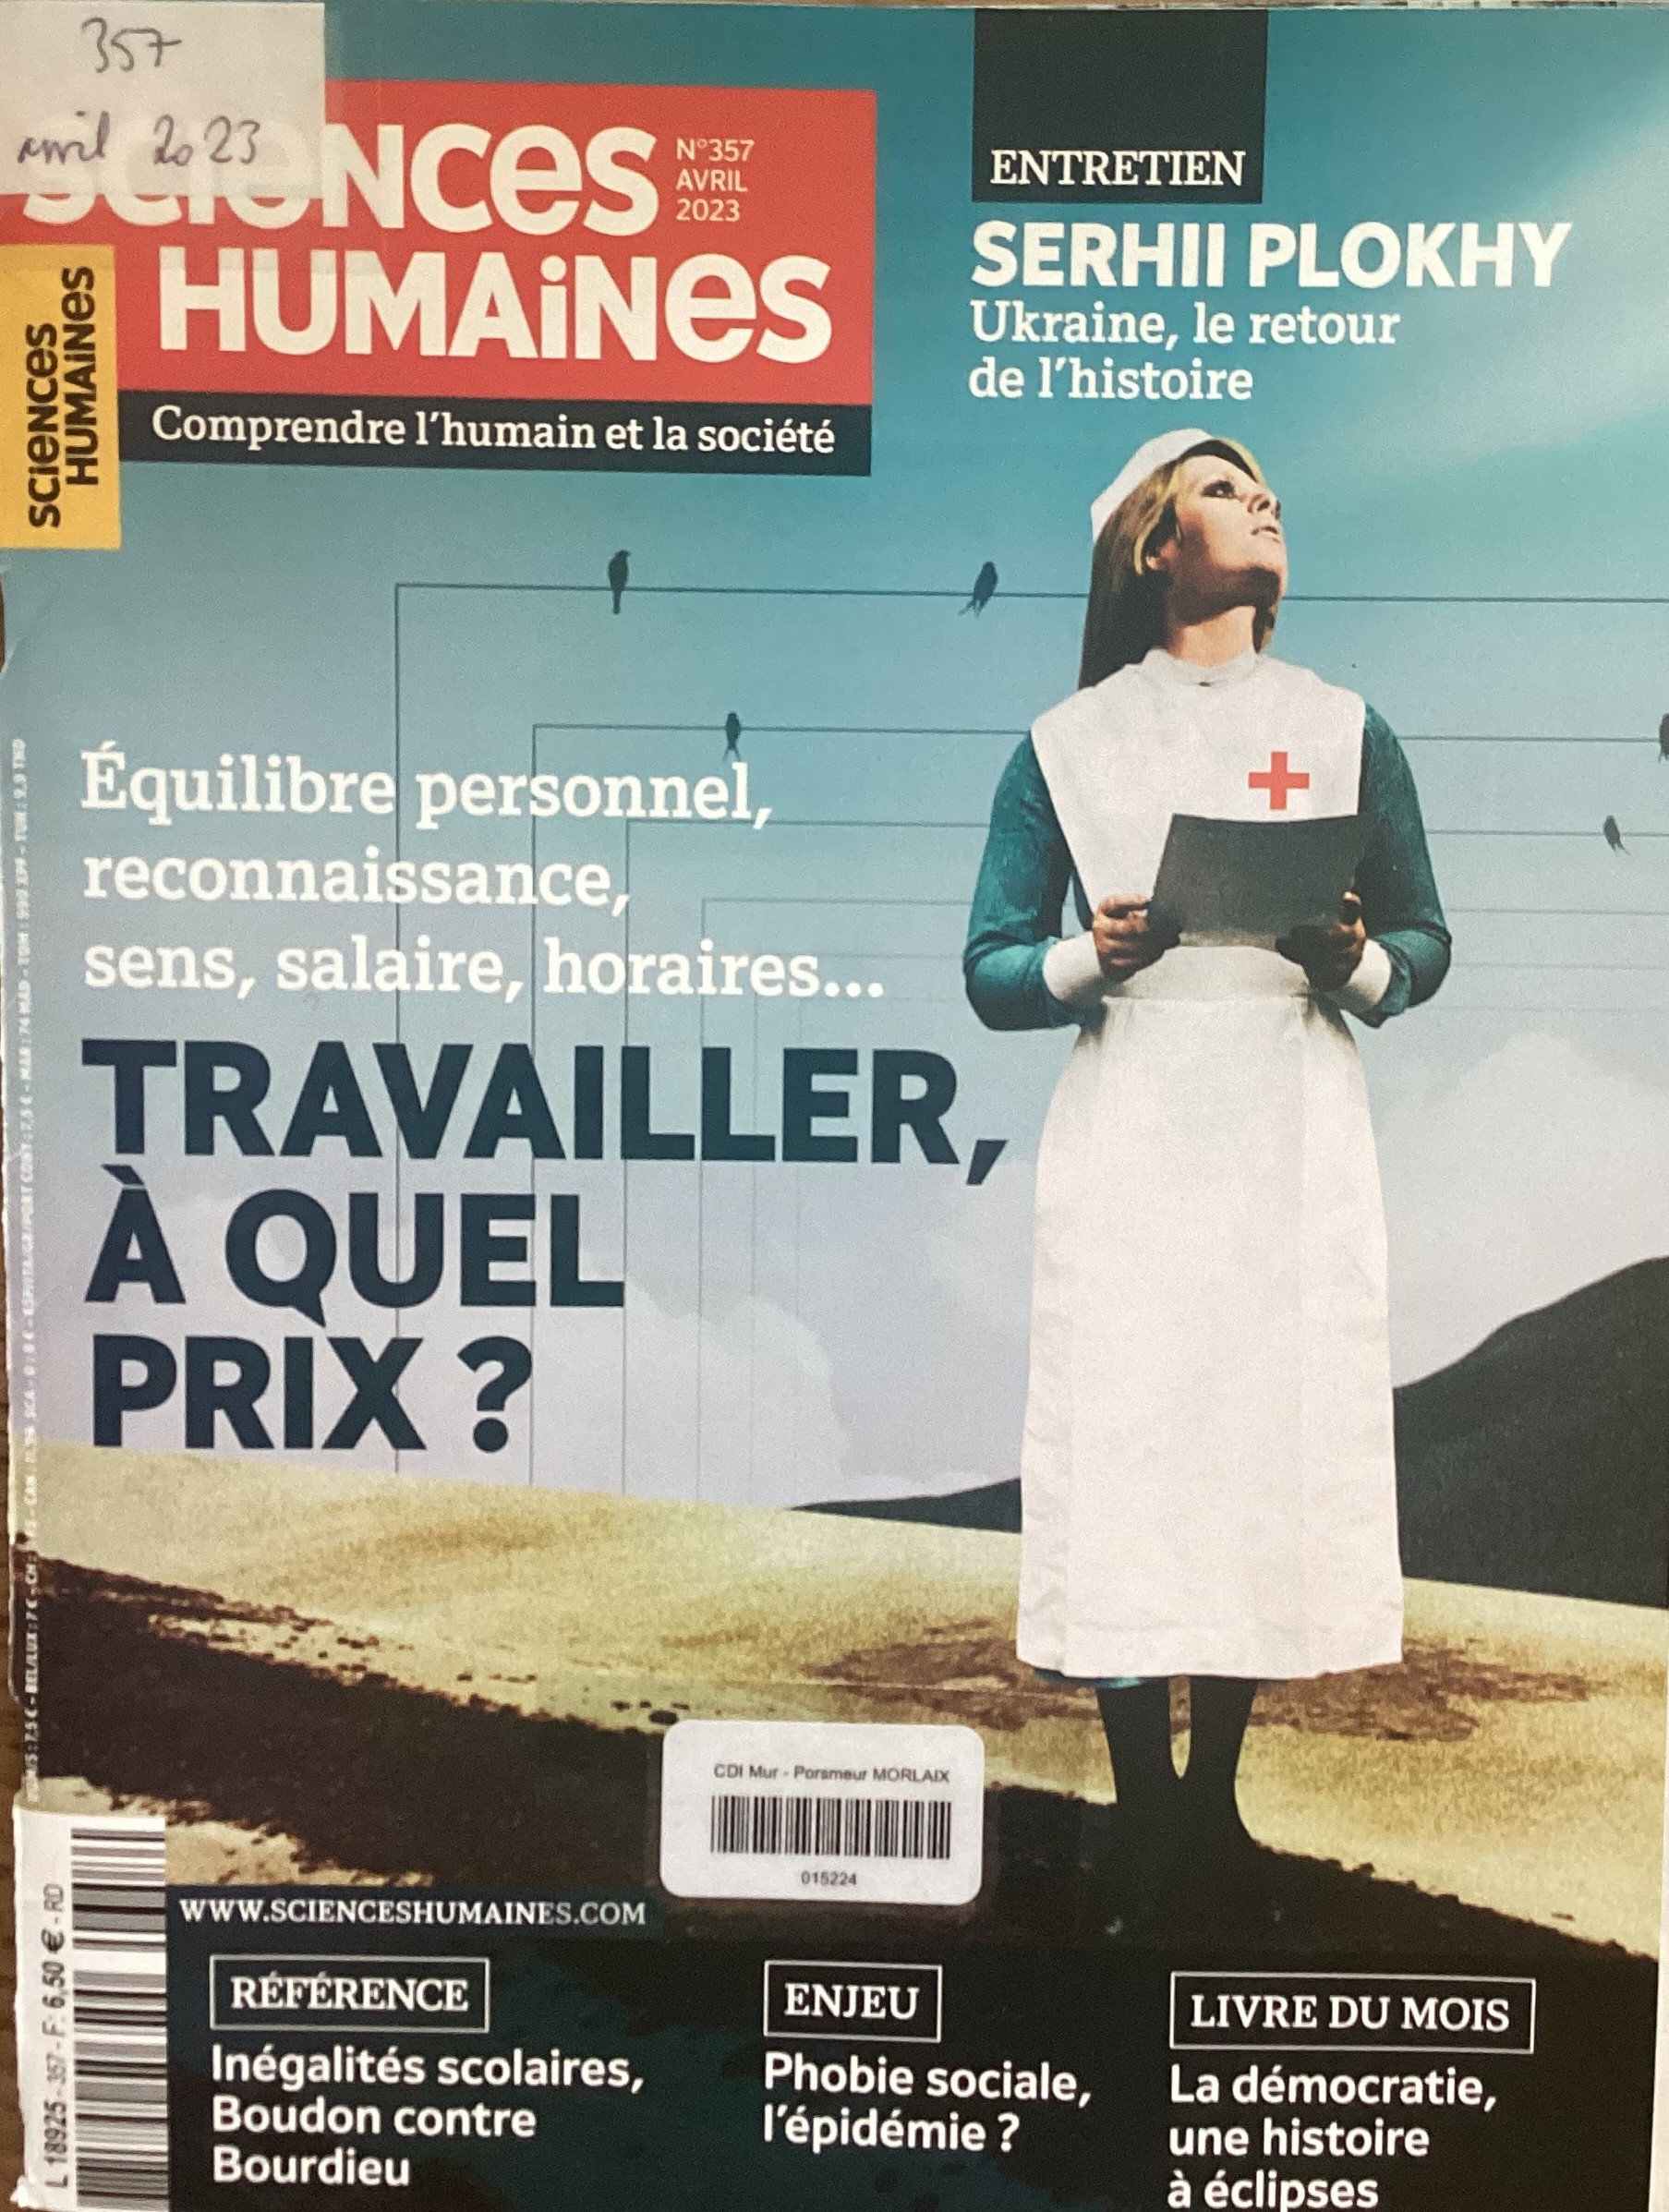 357
avril 2023
SCIENCES
HUMAINES
N°357
AVRIL
2023
Comprendre l'humain et la société
SCIENCES
HUMAINES
ENTRETIEN
SERHII PLOKHY
Ukraine, le retour
de l'histoire
Équilibre personnel,
reconnaissance,
sens, salaire, horaires...
TRAVAILLER,
À QUEL
PRIX ?
CDI Mur - Porsmeur MORLAIX
015224
WWW.SCIENCESHUMAINES.COM
L 18925 - 357 - F: 6,50 € - RD
RÉFÉRENCE
Inégalités scolaires,
Boudon contre
Bourdieu
ENJEU
Phobie sociale,
l'épidémie ?
LIVRE DU MOIS
La démocratie,
une histoire
à éclipses